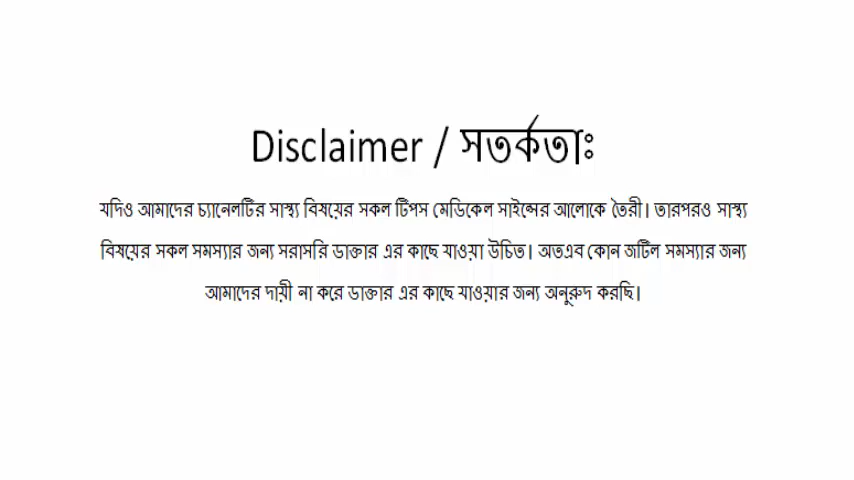 Disclaimer / সতর্কতাঃ
যদিও আমাদের চ্যানেলটির সাস্থ্য বিষয়ের সকল টিপস মেডিকেল সাইন্সের আলোকে তৈরী। তারপরও সাস্থ্য
বিষয়ের সকল সমস্যার জন্য সরাসরি ডাক্তার এর কাছে যাওয়া উচিত। অতএব কোন জটিল সমস্যার জন্য
আমাদের দায়ী না করে ডাক্তার এর কাছে যাওয়ার জন্য অনুরুদ করছি।